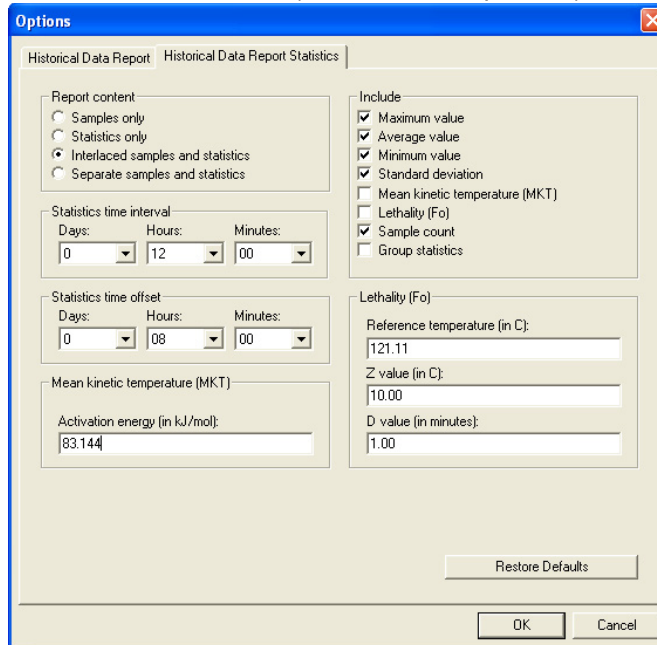 Options
Historical Data Report
Historical Data Report Statistics
Report content
Samples only
Statistics only
Interlaced samples and statistics
Separate samples and statistics
Statistics time interval
Days: Hours: Minutes:
0 12 00
Statistics time offset
Days: Hours: Minutes:
0 08 00
Mean kinetic temperature (MKT)
Activation energy (in kJ/mol):
83.144
Include
Maximum value
Average value
Minimum value
Standard deviation
Mean kinetic temperature (MKT)
Lethality (Fo)
Sample count
Group statistics
Lethality (Fo)
Reference temperature (in C):
121.11
Z value (in C):
10.00
D value (in minutes):
1.00
Restore Defaults
OK Cancel